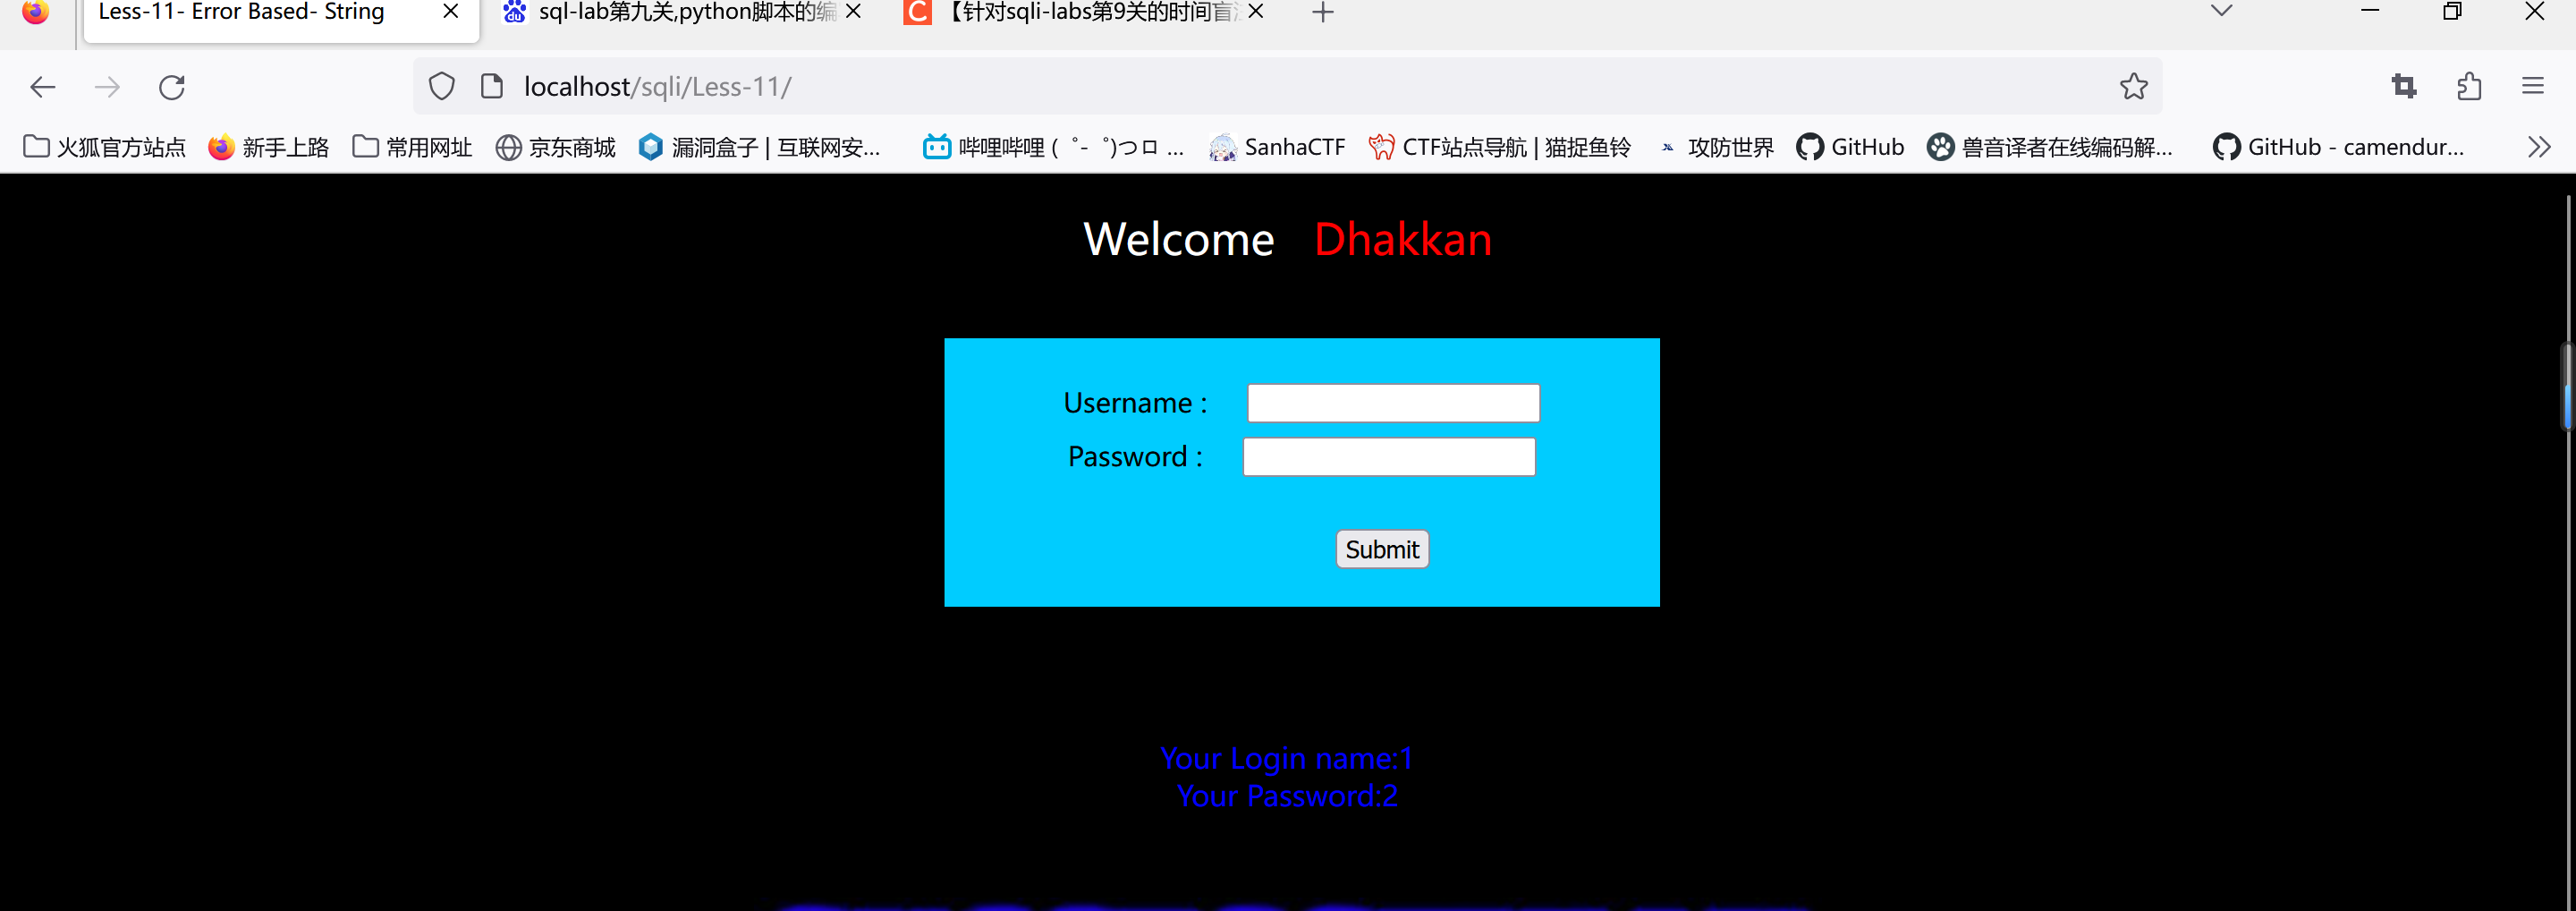 Less-11- Error Based- String
sql-lab第九关,python脚本的编
【针对sqli-labs第9关的时间盲注
localhost/sqli/Less-11/
火狐官方站点 新手上路 常用网址 京东商城 漏洞盒子 | 互联网安... 哔哩哔哩 (゜-゜)つロ ... SanhaCTF CTF站点导航 | 猫捉鱼铃 攻防世界 GitHub 兽音译者在线编码解... GitHub - camendur...
Welcome Dhakkan
Username :
Password :
Submit
Your Login name:1
Your Password:2